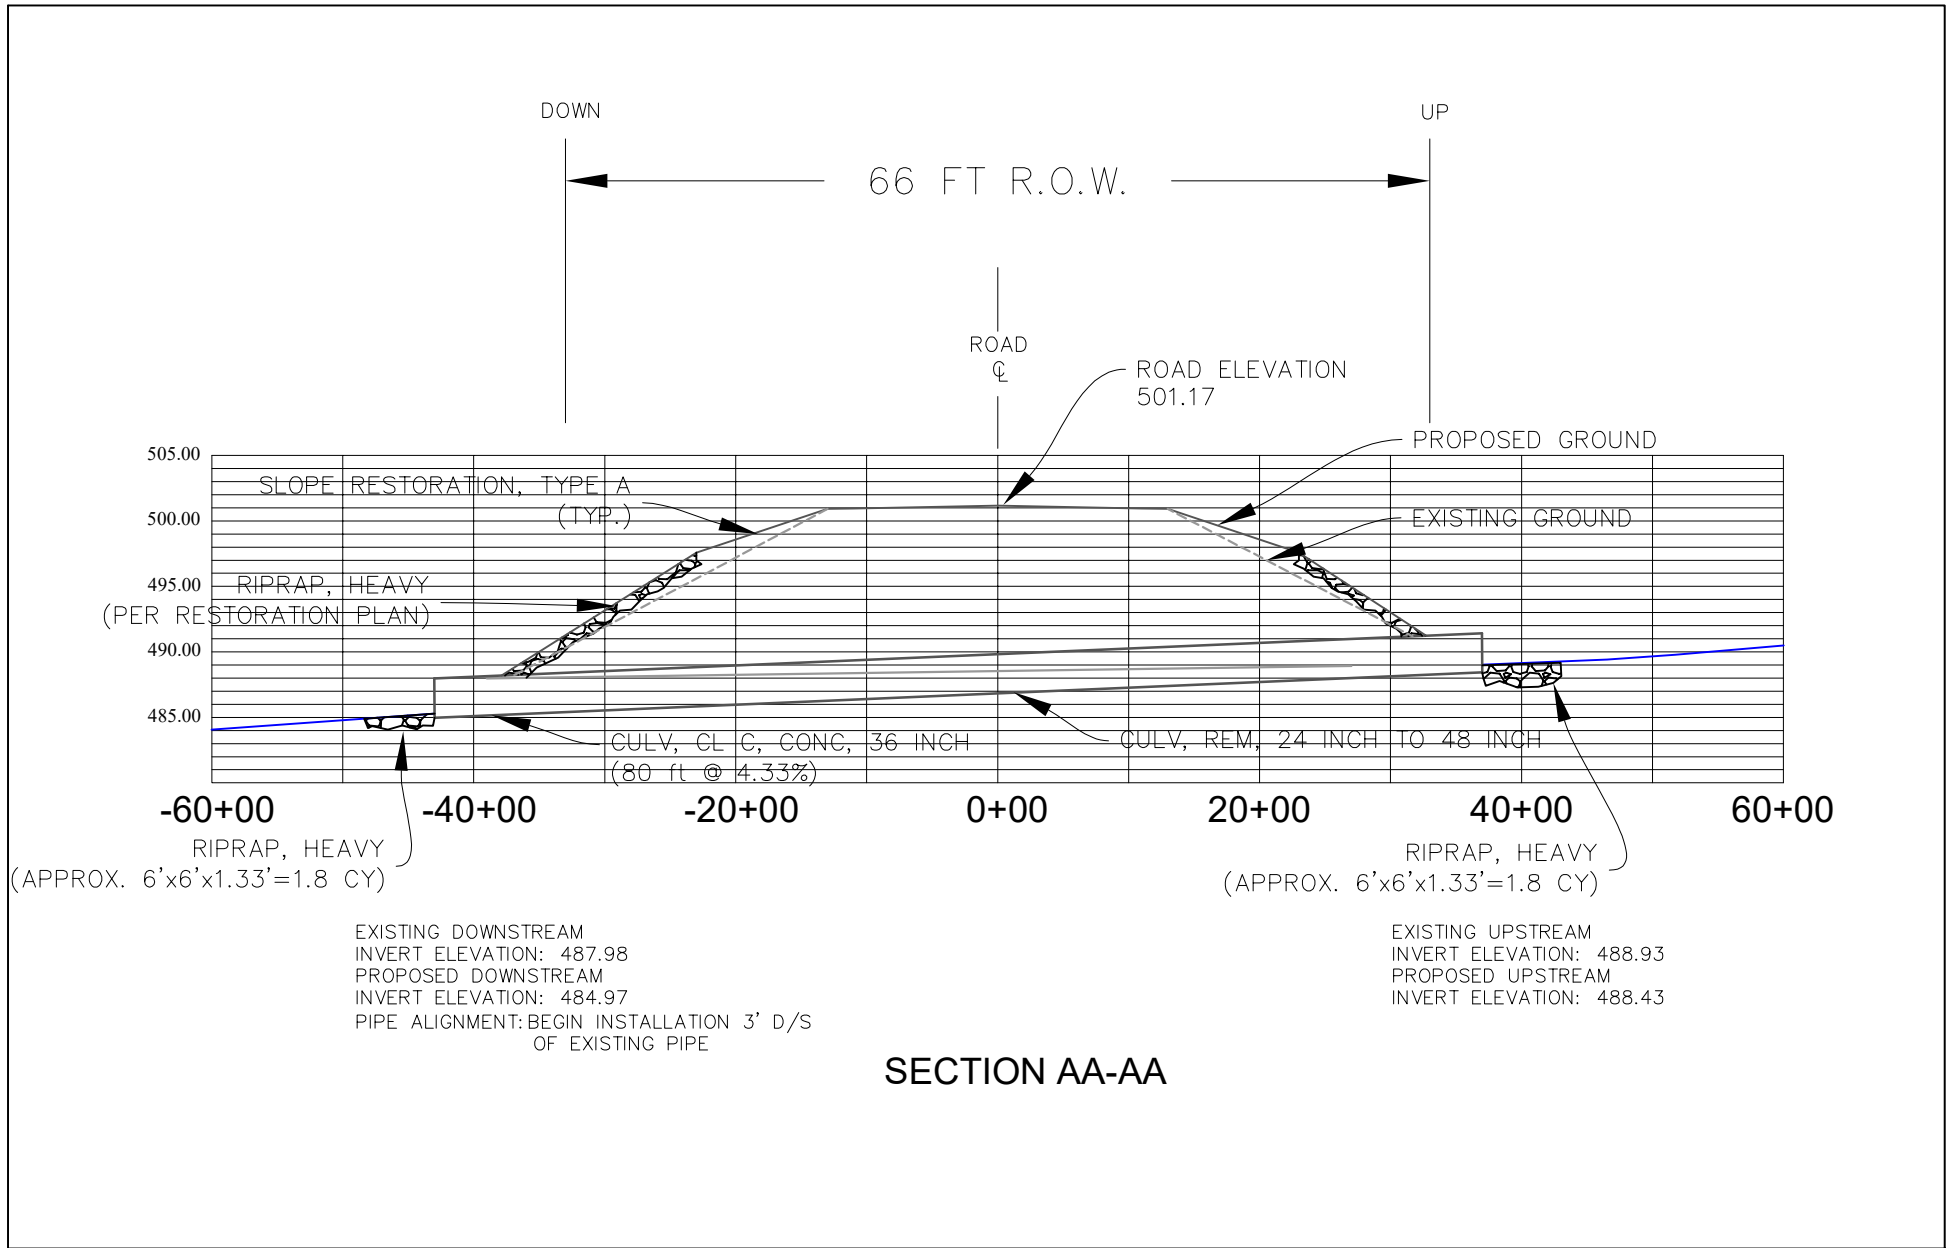 DOWN
UP
66 FT R.O.W.
ROAD
℄
ROAD ELEVATION
501.17
PROPOSED GROUND
505.00
SLOPE RESTORATION, TYPE A
(TYP.)
500.00
EXISTING GROUND
495.00
RIPRAP, HEAVY
(PER RESTORATION PLAN)
490.00
485.00
CULV, CL C, CONC, 36 INCH
(80 ft @ 4.33%)
CULV, REM, 24 INCH TO 48 INCH
-60+00 -40+00 -20+00 0+00 20+00 40+00 60+00
RIPRAP, HEAVY
(APPROX. 6'x6'x1.33'=1.8 CY)
RIPRAP, HEAVY
(APPROX. 6'x6'x1.33'=1.8 CY)
EXISTING DOWNSTREAM
INVERT ELEVATION: 487.98
PROPOSED DOWNSTREAM
INVERT ELEVATION: 484.97
PIPE ALIGNMENT: BEGIN INSTALLATION 3' D/S
OF EXISTING PIPE
EXISTING UPSTREAM
INVERT ELEVATION: 488.93
PROPOSED UPSTREAM
INVERT ELEVATION: 488.43
SECTION AA-AA